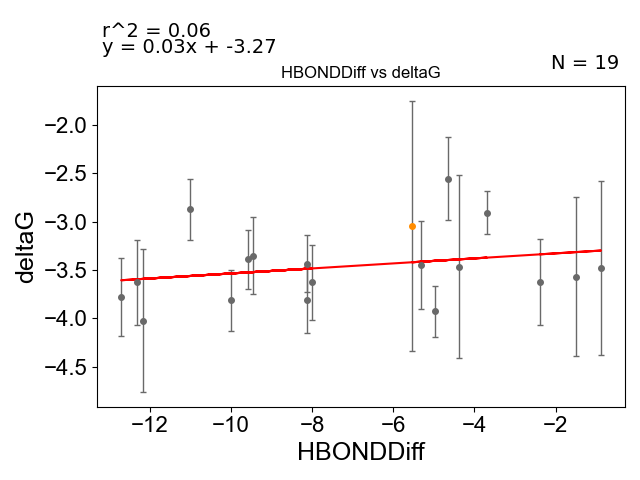 r^2 = 0.06
y = 0.03x + -3.27
N = 19
HBONDDiff vs deltaG
−2.0
−2.5
−3.0
−3.5
−4.0
−4.5
deltaG
−12 −10 −8 −6 −4 −2
HBONDDiff